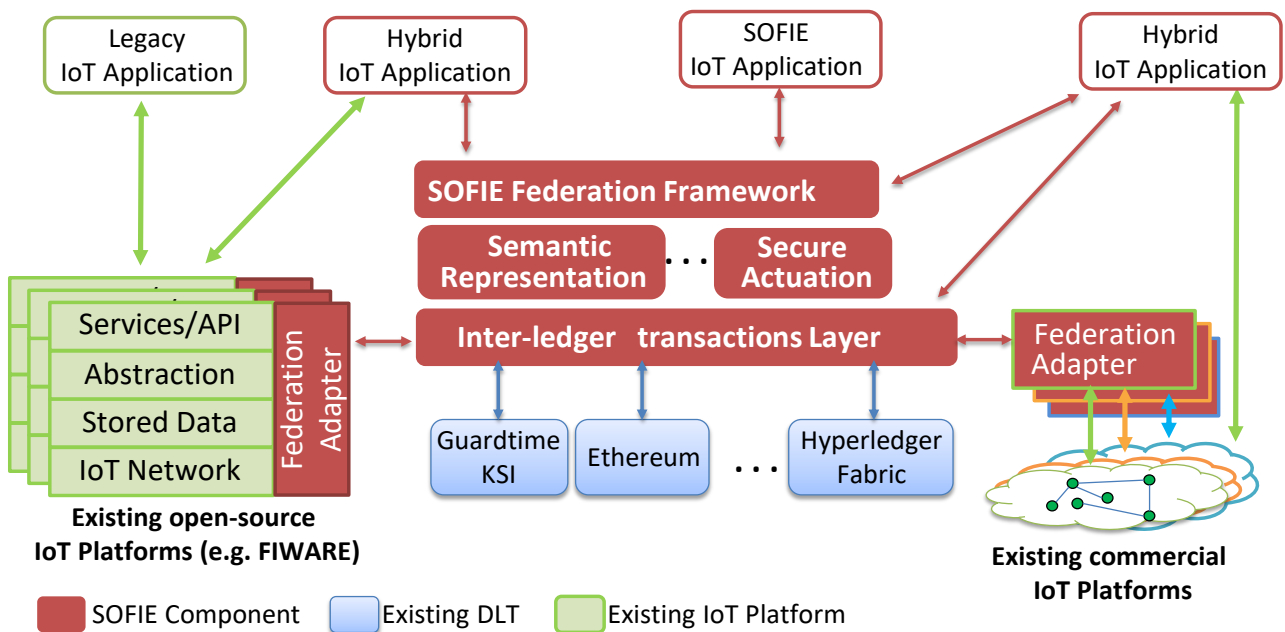 Legacy
IoT Application
Hybrid
IoT Application
SOFIE
IoT Application
Hybrid
IoT Application
SOFIE Federation Framework
Semantic
Representation
. . .
Secure
Actuation
Services/API
Abstraction
Stored Data
IoT Network
Federation
Adapter
Inter-ledger transactions Layer
Federation
Adapter
Guardtime
KSI
Ethereum
. . .
Hyperledger
Fabric
Existing open-source
IoT Platforms (e.g. FIWARE)
Existing commercial
IoT Platforms
SOFIE Component
Existing DLT
Existing IoT Platform